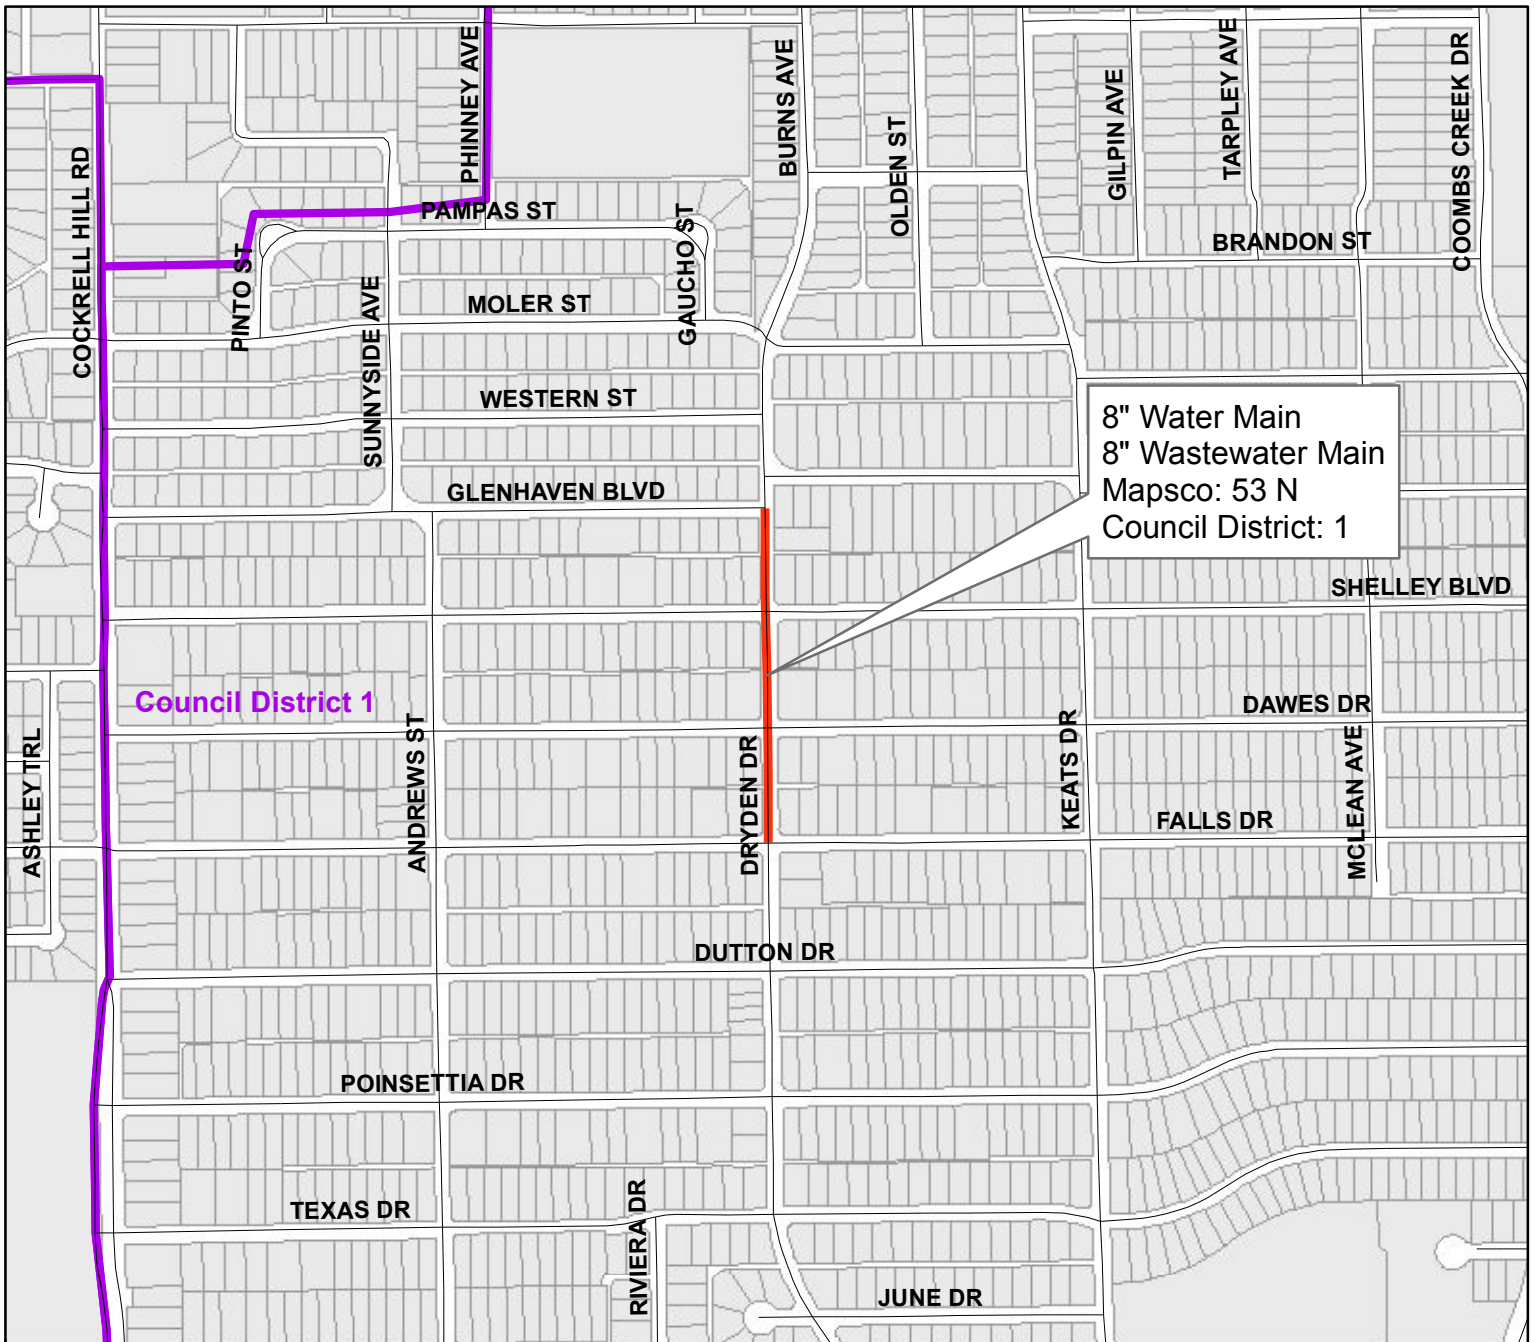 PHINNEY AVE
BURNS AVE
TARPLEY AVE
COOMBS CREEK DR
GILPIN AVE
OLDEN ST
COCKRELL HILL RD
PAMPAS ST
GAUCHO ST
BRANDON ST
PINTO ST
SUNNYSIDE AVE
MOLER ST
WESTERN ST
8" Water Main
8" Wastewater Main
Mapsco: 53 N
Council District: 1
GLENHAVEN BLVD
SHELLEY BLVD
Council District 1
DAWES DR
ANDREWS ST
ASHLEY TRL
DRYDEN DR
KEATS DR
MCLEAN AVE
FALLS DR
DUTTON DR
POINSETTIA DR
TEXAS DR
RIVIERA DR
JUNE DR